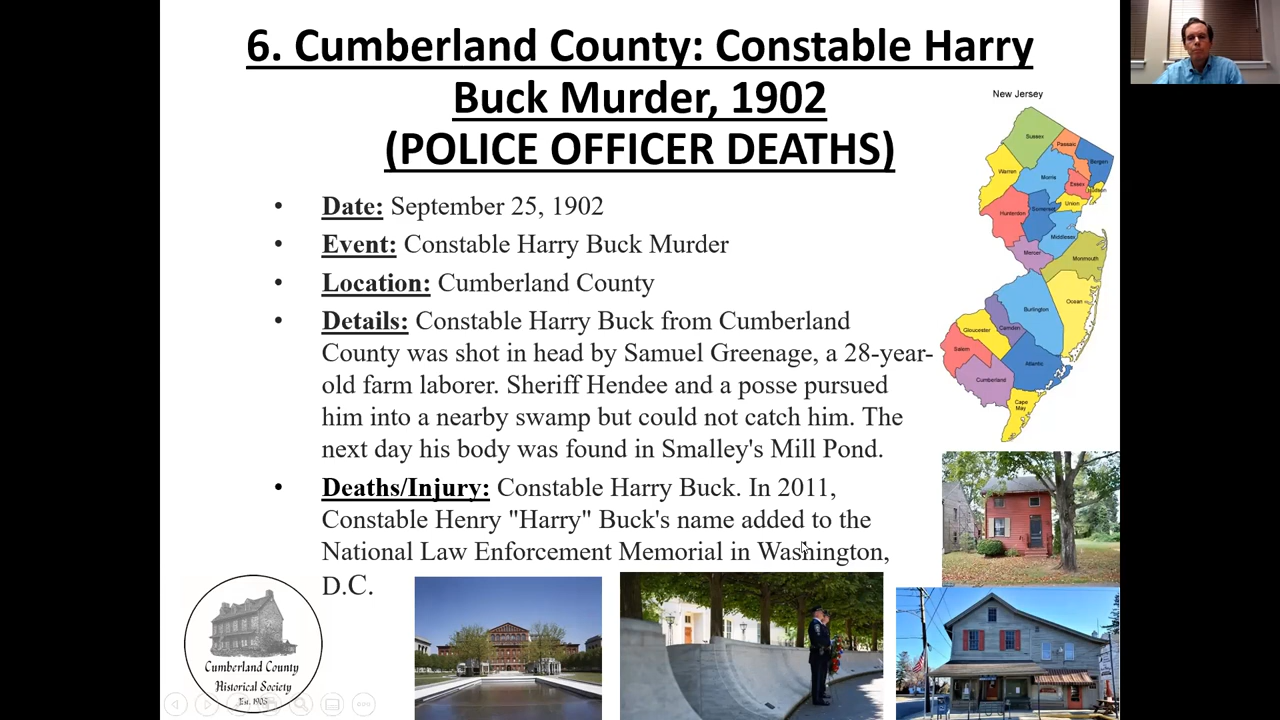 6. Cumberland County: Constable Harry
Buck Murder, 1902
(POLICE OFFICER DEATHS)
New Jersey
Sussex
Passaic
Bergen
Warren
Morris
Essex
Hudson
Union
Hunterdon
Somerset
Middlesex
Mercer
Monmouth
Ocean
Burlington
Camden
Gloucester
Salem
Atlantic
Cumberland
Cape
May
• Date: September 25, 1902
• Event: Constable Harry Buck Murder
• Location: Cumberland County
• Details: Constable Harry Buck from Cumberland
County was shot in head by Samuel Greenage, a 28-year-
old farm laborer. Sheriff Hendee and a posse pursued
him into a nearby swamp but could not catch him. The
next day his body was found in Smalley's Mill Pond.
• Deaths/Injury: Constable Harry Buck. In 2011,
Constable Henry "Harry" Buck's name added to the
National Law Enforcement Memorial in Washington,
D.C.
Cumberland County
Historical Society
Est. 1905